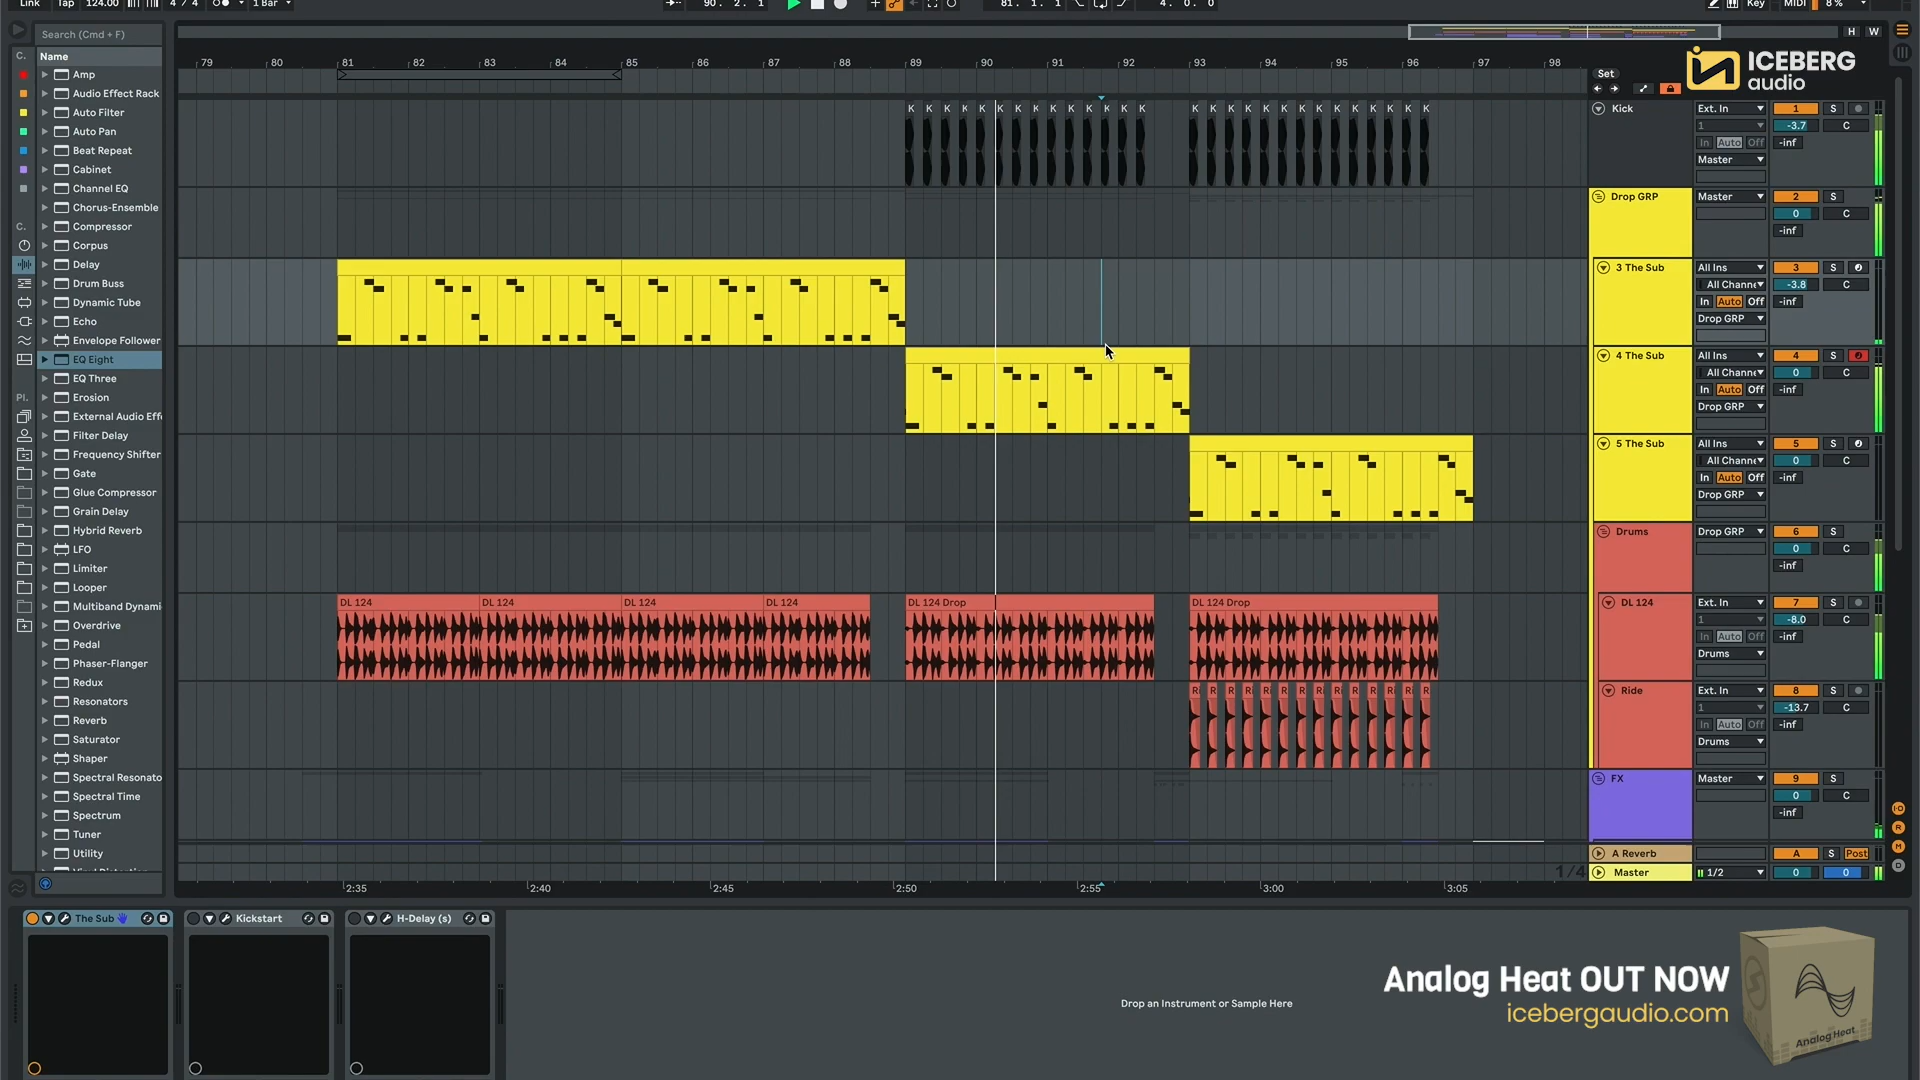 Link Tap 124.00 4 / 4 1 Bar 90. 2. 1 81. 1. 1 4. 0. 0 Key MIDI 8 %
Search (Cmd + F) H W
C. Name
79 80 81 82 83 84 85 86 87 88 89 90 91 92 93 94 95 96 97 98
ICEBERG
audio
Set
Amp
Audio Effect Rack
Auto Filter
Auto Pan
Beat Repeat
Cabinet
Channel EQ
Chorus-Ensemble
C. Compressor
Corpus
Delay
Drum Buss
Dynamic Tube
Echo
Envelope Follower
EQ Eight
EQ Three
Pl. Erosion
External Audio Eff
Filter Delay
Frequency Shifter
Gate
Glue Compressor
Grain Delay
Hybrid Reverb
LFO
Limiter
Looper
Multiband Dynami
Overdrive
Pedal
Phaser-Flanger
Redux
Resonators
Reverb
Saturator
Shaper
Spectral Resonato
Spectral Time
Spectrum
Tuner
Utility
K K K K K K K K K K K K K K K K K K K K K K K K K K K K
Kick Ext. In 1 S
1 -3.7 C
In Auto Off -inf
Master
Drop GRP Master 2 S
0 C
-inf
3 The Sub All Ins 3 S
All Channe -3.8 C
In Auto Off -inf
Drop GRP
4 The Sub All Ins 4 S
All Channe 0 C
In Auto Off -inf
Drop GRP
5 The Sub All Ins 5 S
All Channe 0 C
In Auto Off -inf
Drop GRP
Drums Drop GRP 6 S
0 C
-inf
DL 124 DL 124 DL 124 DL 124 DL 124 Drop DL 124 Drop
DL 124 Ext. In 7 S
1 -8.0 C
In Auto Off -inf
Drums
Ri R R R R R R R R R R Ri R R
Ride Ext. In 8 S
1 -13.7 C
In Auto Off -inf
Drums
FX Master 9 S
0 C
-inf
A Reverb A S Post
1/4 Master 1/2 0 0
I·O
R
M
D
2:35 2:40 2:45 2:50 2:55 3:00 3:05
The Sub Kickstart H-Delay (s)
Drop an Instrument or Sample Here
Analog Heat OUT NOW
icebergaudio.com
Analog Heat